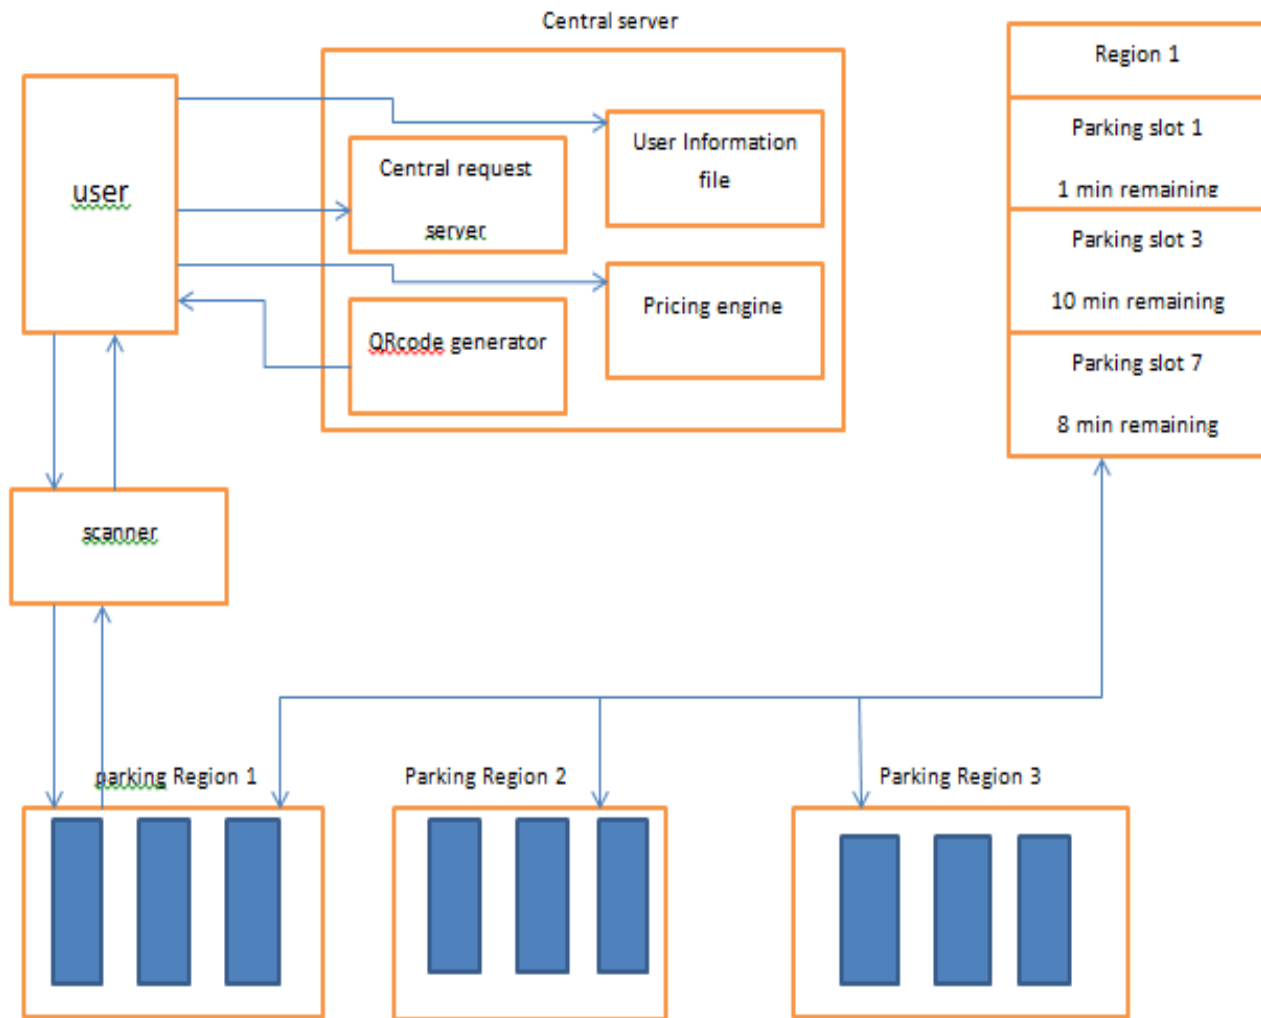 Central server
user
Central request
server
User Information
file
QRcode generator
Pricing engine
Region 1
Parking slot 1
1 min remaining
Parking slot 3
10 min remaining
Parking slot 7
8 min remaining
scanner
parking Region 1
Parking Region 2
Parking Region 3